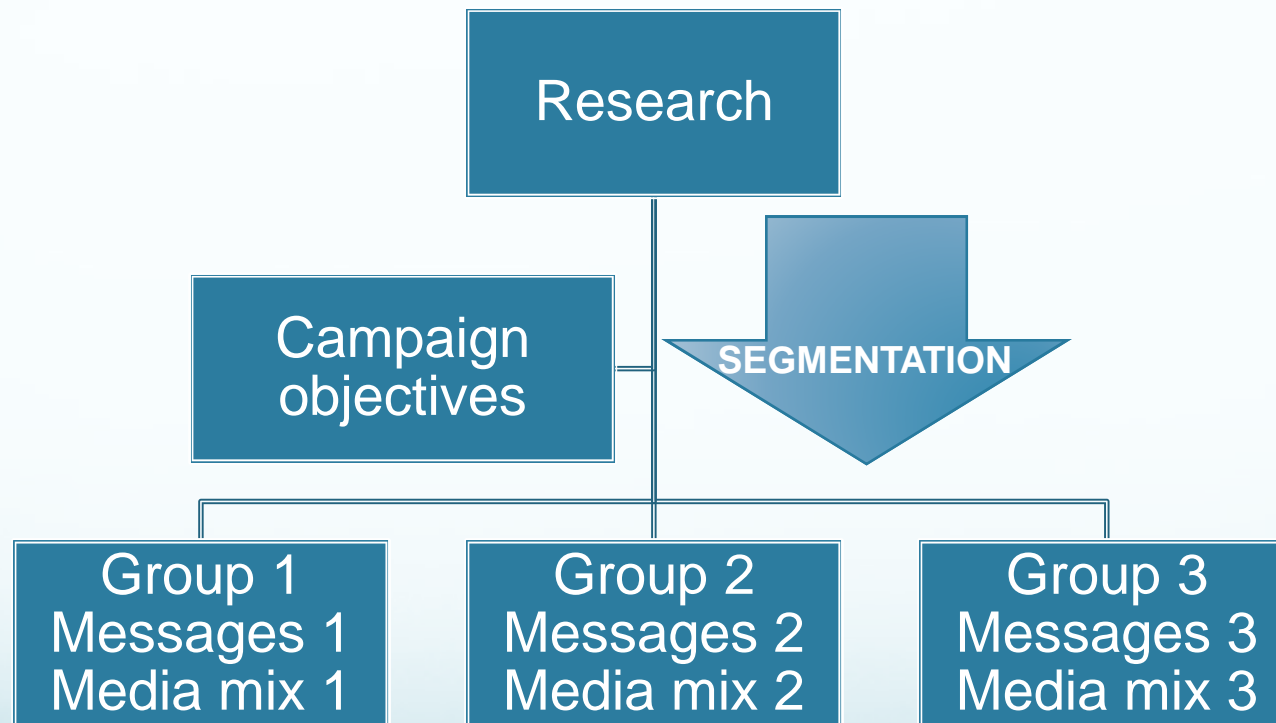 Research
Campaign
objectives
SEGMENTATION
Group 1
Messages 1
Media mix 1
Group 2
Messages 2
Media mix 2
Group 3
Messages 3
Media mix 3